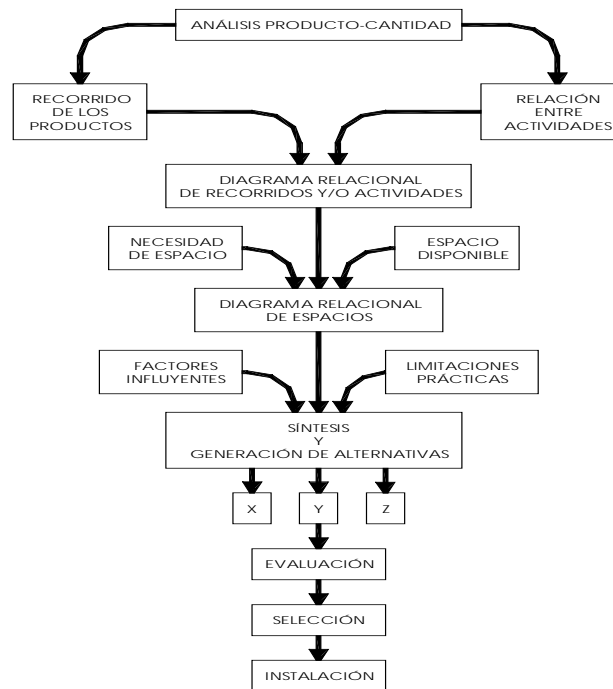 ANÁLISIS PRODUCTO-CANTIDAD
RECORRIDO
DE LOS
PRODUCTOS
RELACIÓN
ENTRE
ACTIVIDADES
DIAGRAMA RELACIONAL
DE RECORRIDOS Y/O ACTIVIDADES
NECESIDAD
DE ESPACIO
ESPACIO
DISPONIBLE
DIAGRAMA RELACIONAL
DE ESPACIOS
FACTORES
INFLUYENTES
LIMITACIONES
PRÁCTICAS
SÍNTESIS
Y
GENERACIÓN DE ALTERNATIVAS
X
Y
Z
EVALUACIÓN
SELECCIÓN
INSTALACIÓN